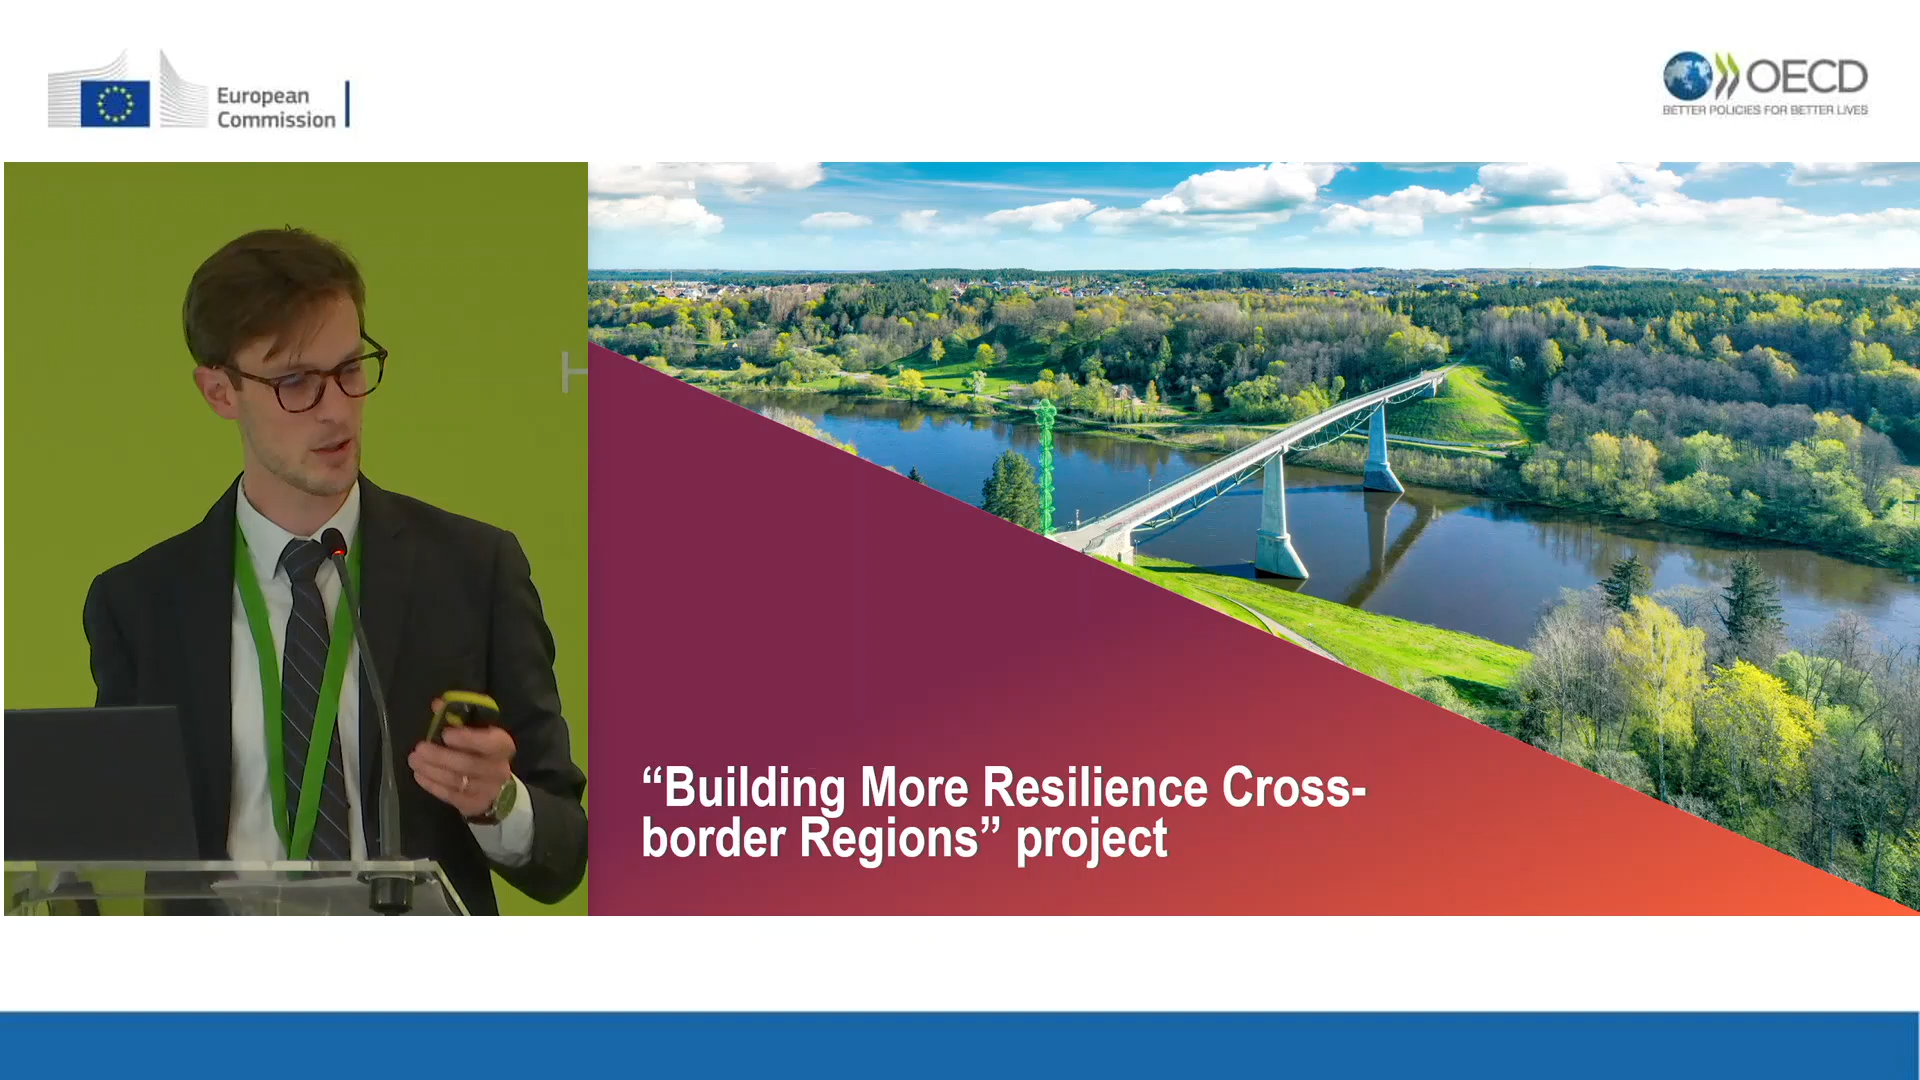 European
Commission
OECD
BETTER POLICIES FOR BETTER LIVES
H
“Building More Resilience Cross-
border Regions” project